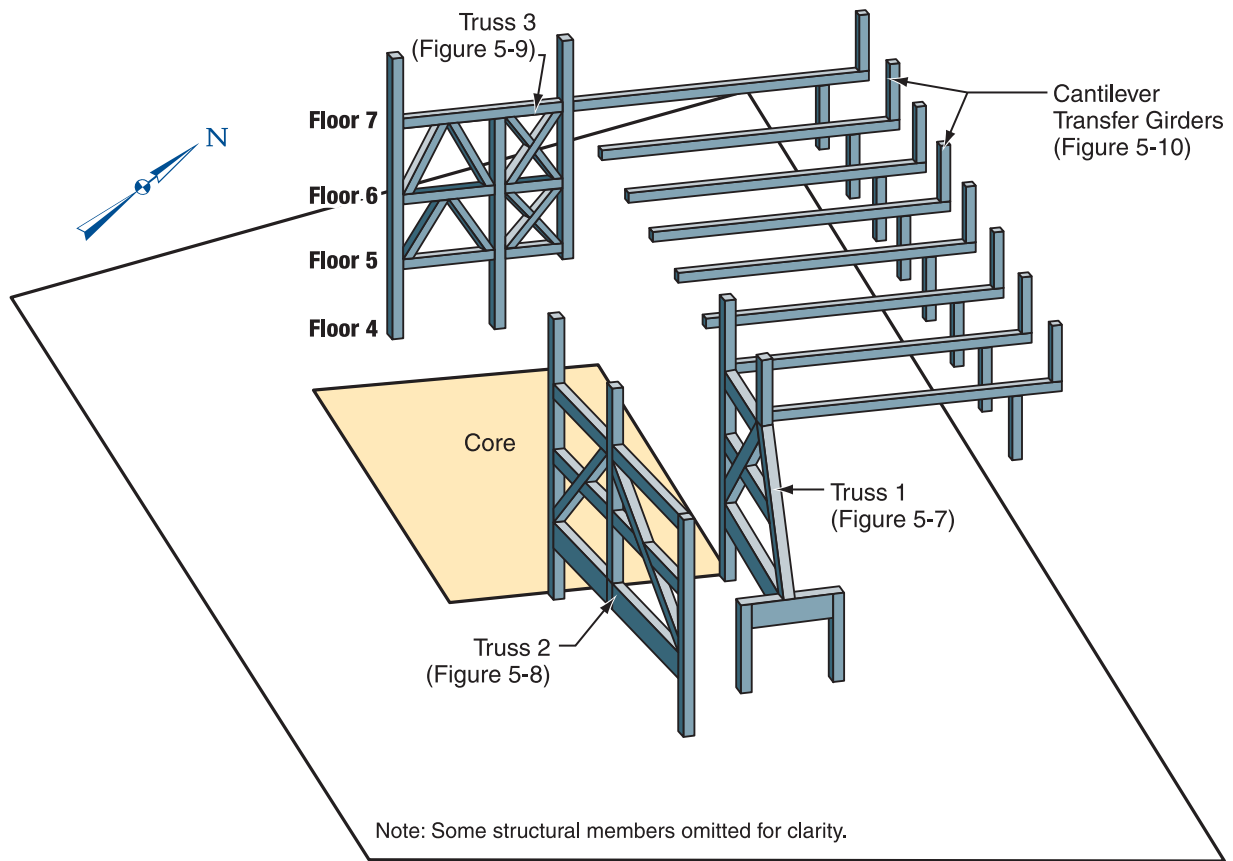 Truss 3
(Figure 5-9)
N
Floor 7
Cantilever
Transfer Girders
(Figure 5-10)
Floor 6
Floor 5
Floor 4
Core
Truss 1
(Figure 5-7)
Truss 2
(Figure 5-8)
Note: Some structural members omitted for clarity.